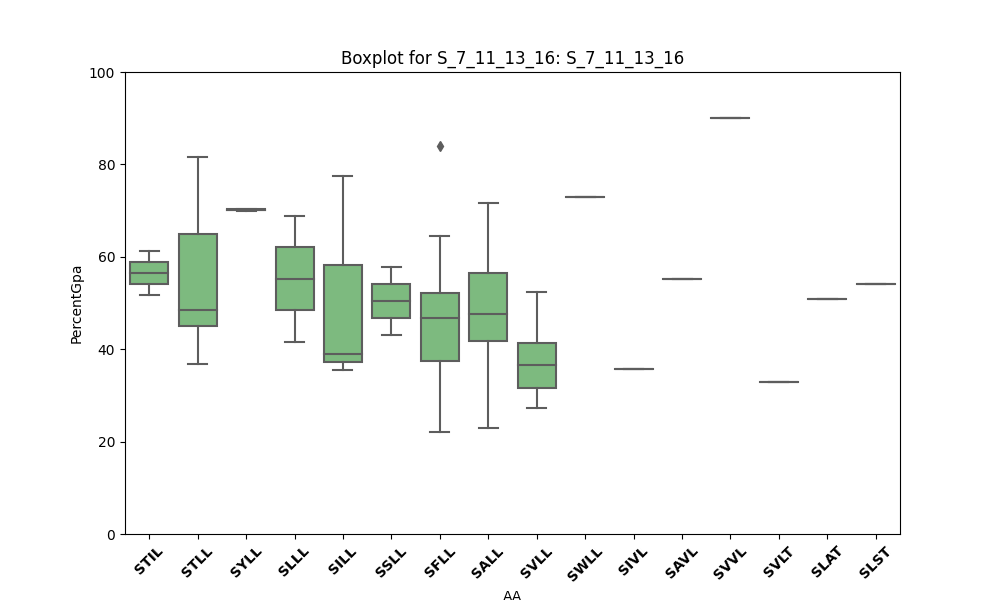 Boxplot for S_7_11_13_16: S_7_11_13_16
100
80
60
40
20
0
PercentGpa
STIL STLL SYLL SLLL SILL SSLL SFLL SALL SVLL SWLL SIVL SAVL SVVL SVLT SLAT SLST
AA